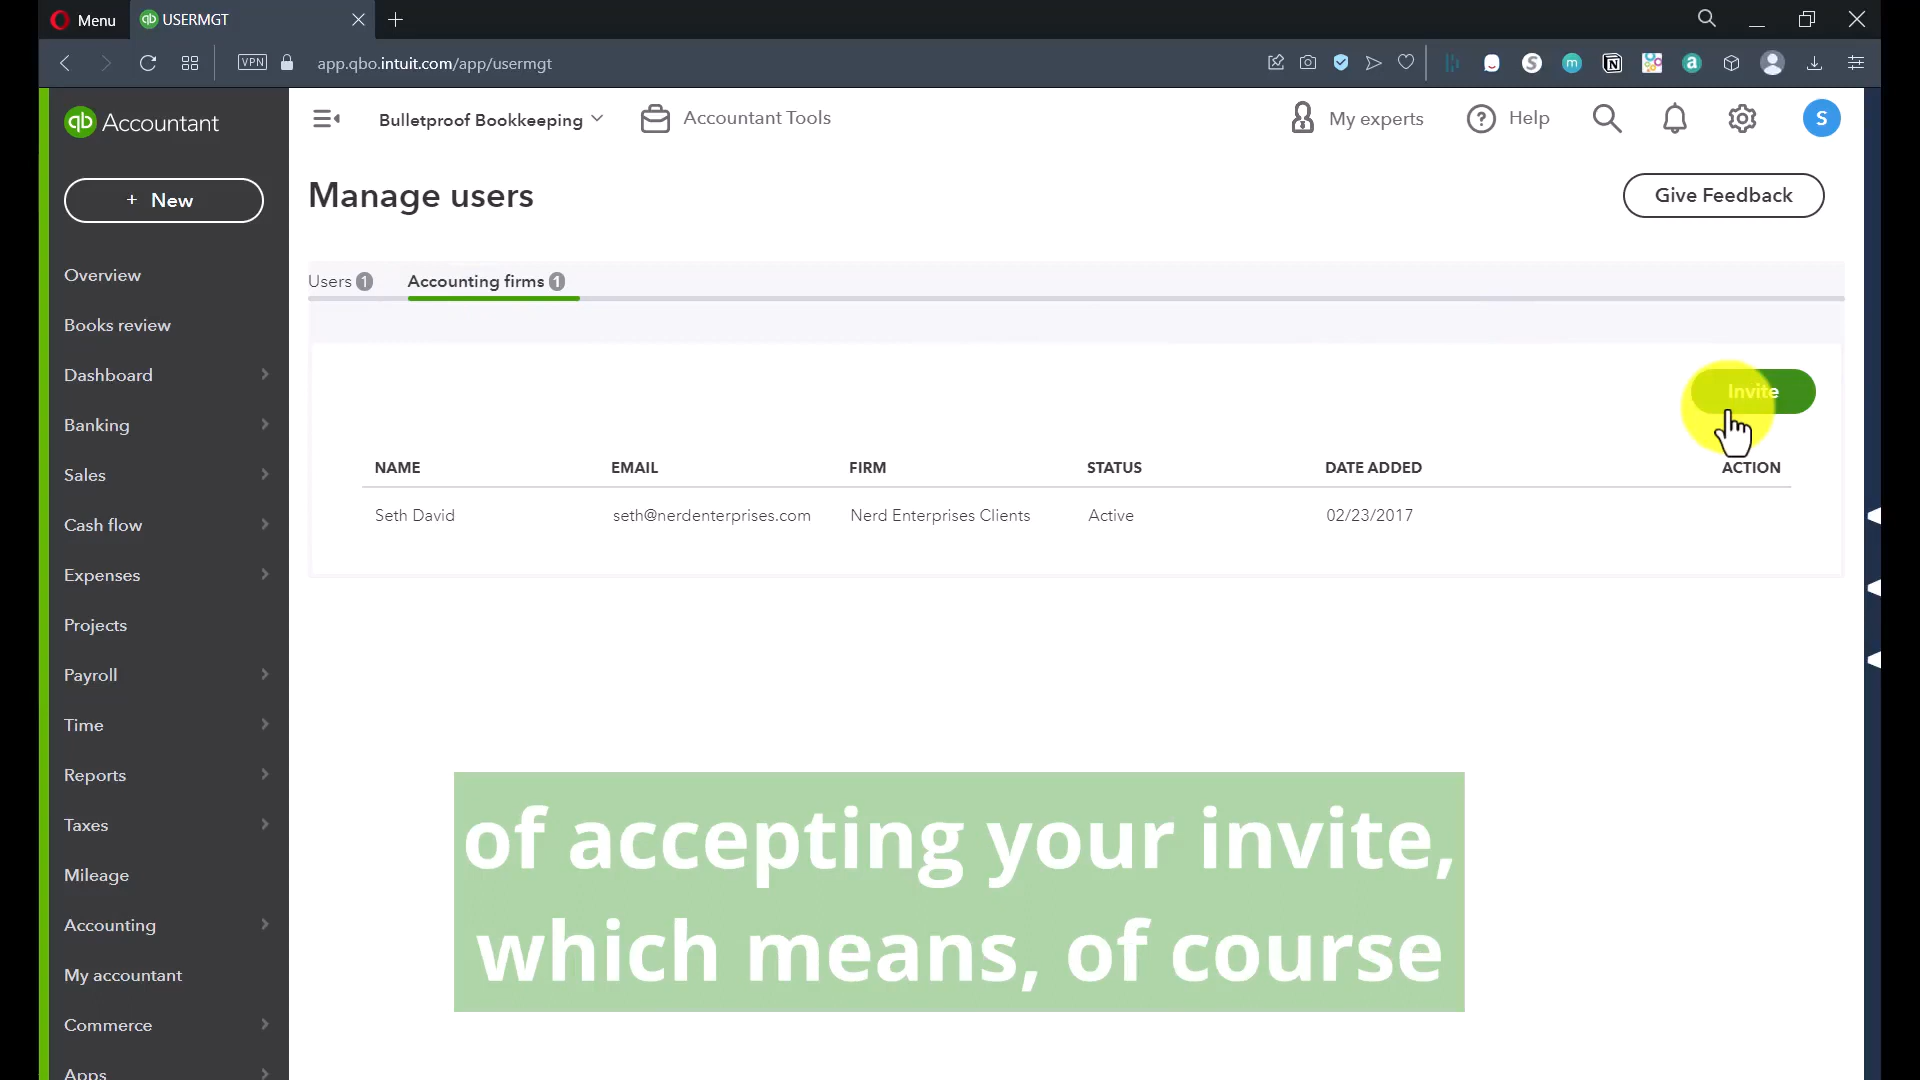 Menu
USERMGT
VPN
app.qbo.intuit.com/app/usermgt
qb Accountant
Bulletproof Bookkeeping
Accountant Tools
My experts
Help
S
+ New
Manage users
Give Feedback
Overview
Users 1
Accounting firms 1
Books review
Dashboard
Invite
Banking
NAME
EMAIL
FIRM
STATUS
DATE ADDED
ACTION
Sales
Seth David
seth@nerdenterprises.com
Nerd Enterprises Clients
Active
02/23/2017
Cash flow
Expenses
Projects
Payroll
Time
Reports
Taxes
of accepting your invite,
which means, of course
Mileage
Accounting
My accountant
Commerce
Apps